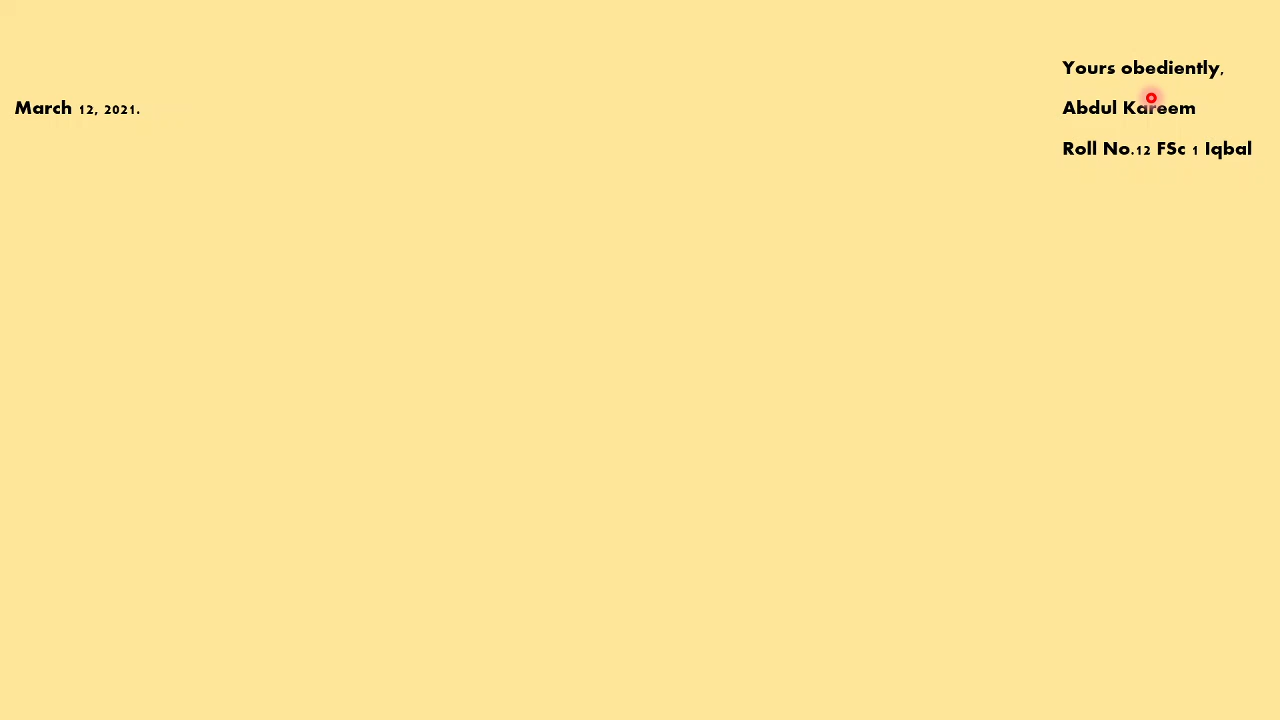 Yours obediently,
March 12, 2021.
Abdul Kareem
Roll No.12 FSc 1 Iqbal